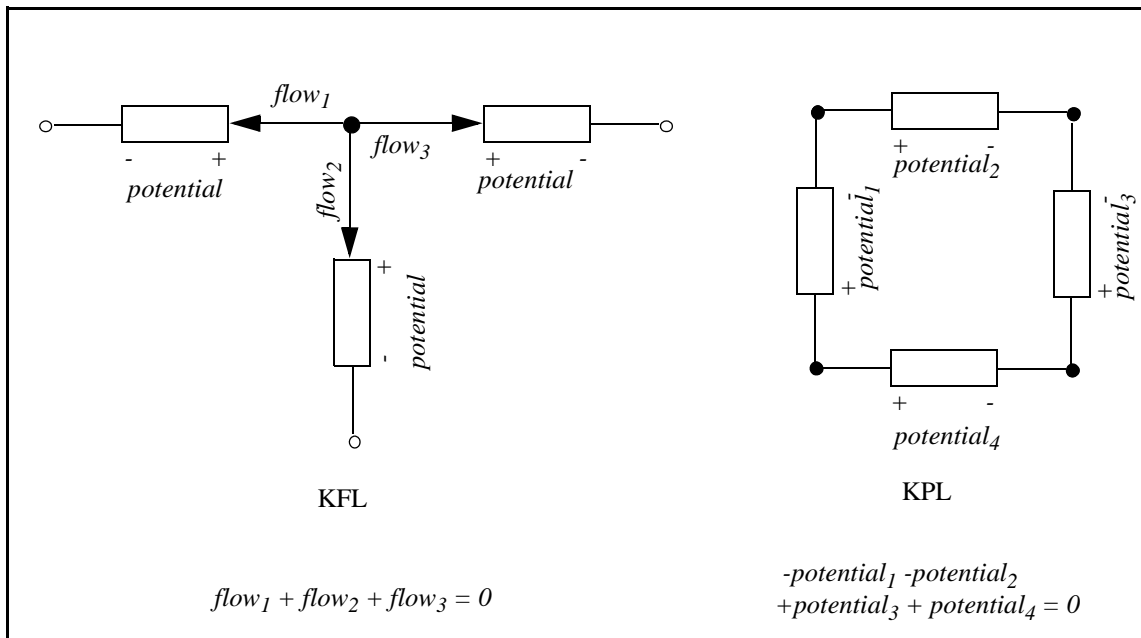 flow1
flow3
flow2
- +
potential
+ -
potential
+
-
potential
KFL
flow1 + flow2 + flow3 = 0
+ -
potential2
-
+
potential1
-
+
potential3
+ -
potential4
KPL
-potential1 -potential2
+potential3 + potential4 = 0